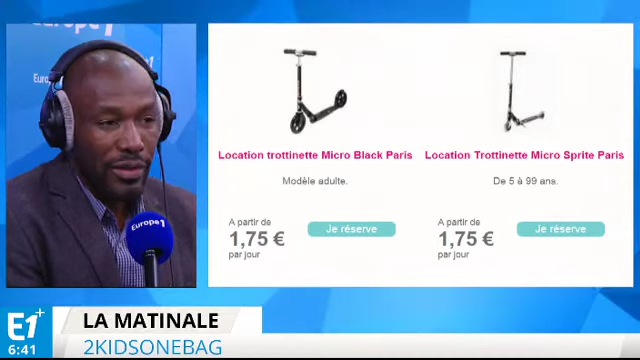 Europe1
Europe1
Location trottinette Micro Black Paris
Modèle adulte.
A partir de
1,75 €
par jour
Je réserve
Location Trottinette Micro Sprite Paris
De 5 à 99 ans.
A partir de
1,75 €
par jour
Je réserve
E1+
6:41
LA MATINALE
2KIDSONEBAG